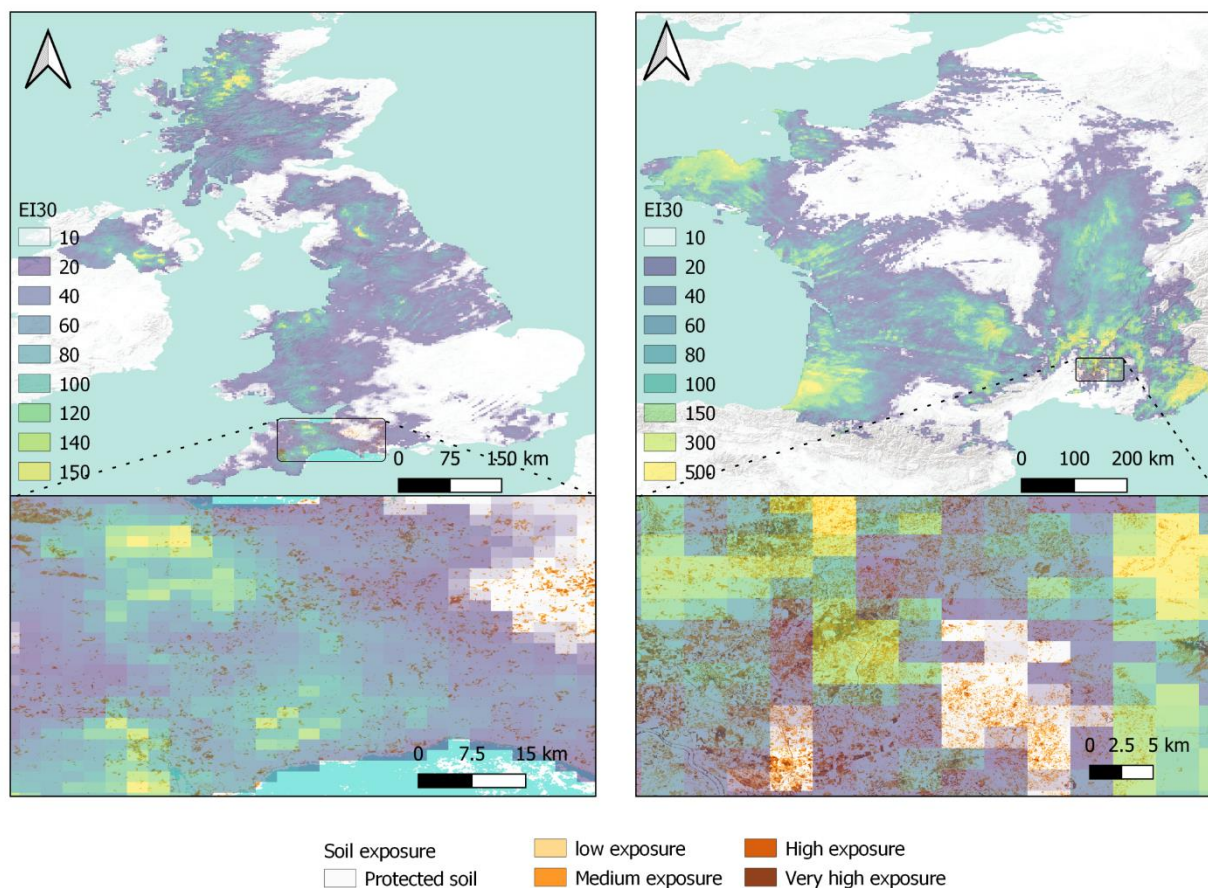 EI30
10
20
40
60
80
100
120
140
150
0 75 150 km
0 7.5 15 km
EI30
10
20
40
60
80
100
150
300
500
0 100 200 km
0 2.5 5 km
Soil exposure
Protected soil
low exposure
Medium exposure
High exposure
Very high exposure